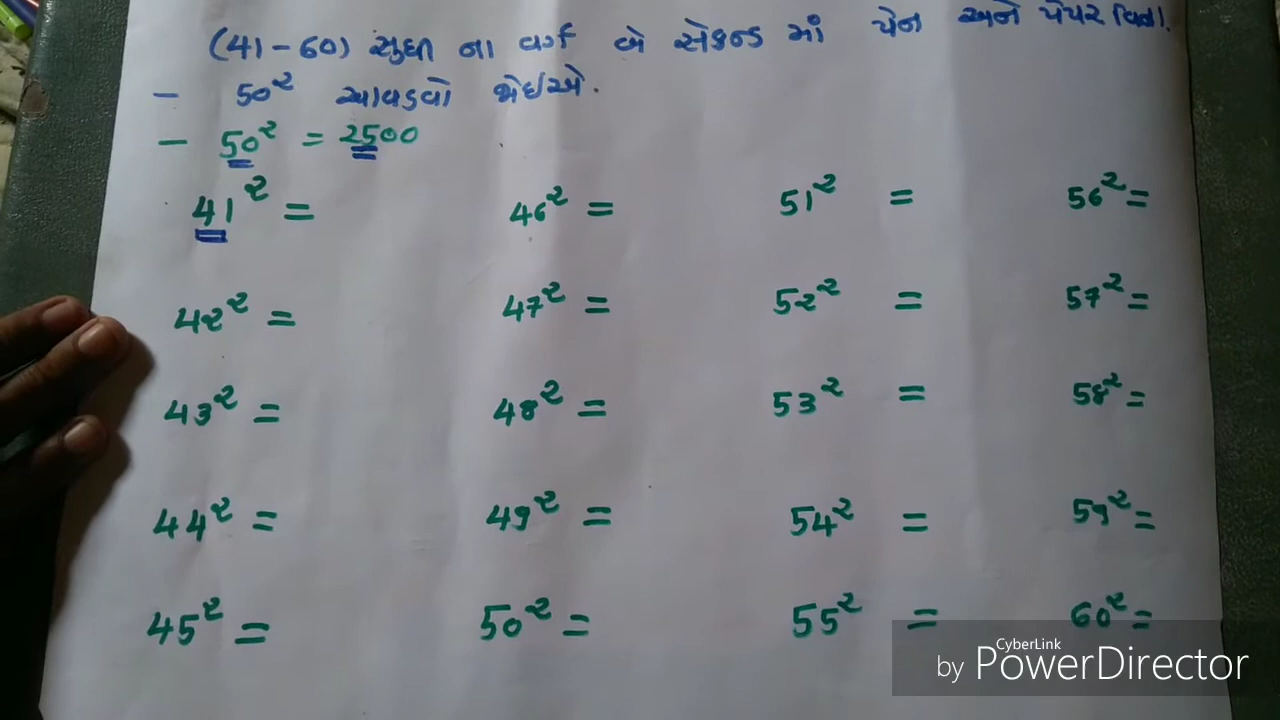 (41-60) સુધી ના વર્ગ બે સેકન્ડ માં પેન અને પેપર વિના.
- 50² આવડવો જોઇએ.
- 50² = 2500
41² = 46² = 51² = 56² =
42² = 47² = 52² = 57² =
43² = 48² = 53² = 58² =
44² = 49² = 54² = 59² =
45² = 50² = 55² = 60² =
by CyberLink PowerDirector